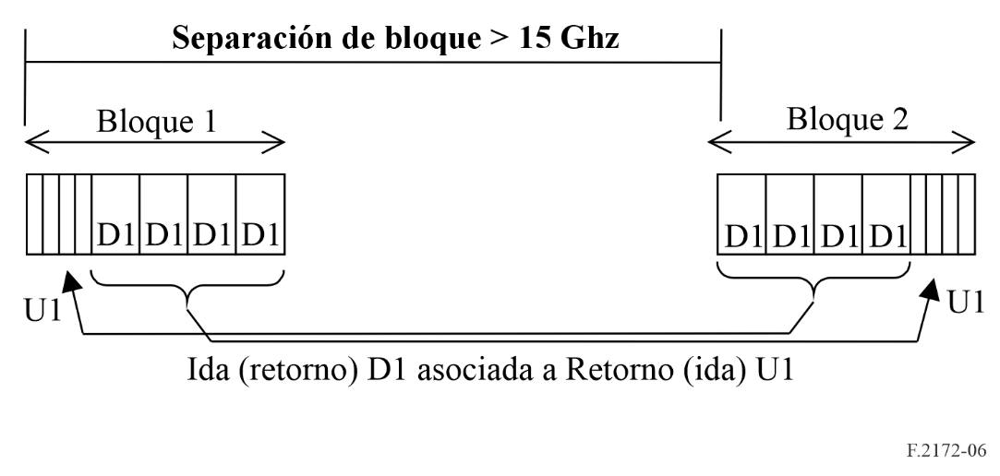 Separación de bloque > 15 Ghz
Bloque 1
Bloque 2
D1 D1 D1 D1
D1 D1 D1 D1
U1
U1
Ida (retorno) D1 asociada a Retorno (ida) U1
F.2172-06